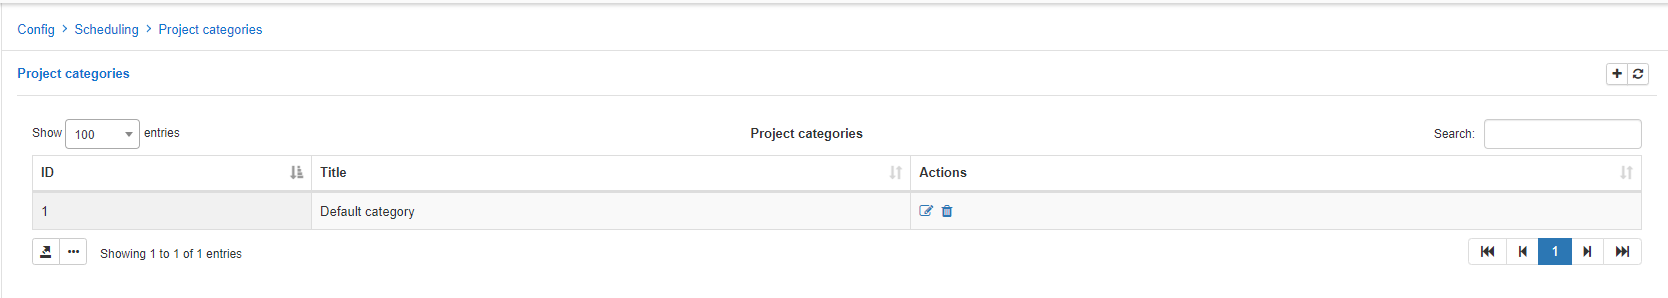 Config > Scheduling > Project categories
Project categories
Show 100 entries
Project categories
Search:
ID Title Actions
1 Default category
Showing 1 to 1 of 1 entries
1